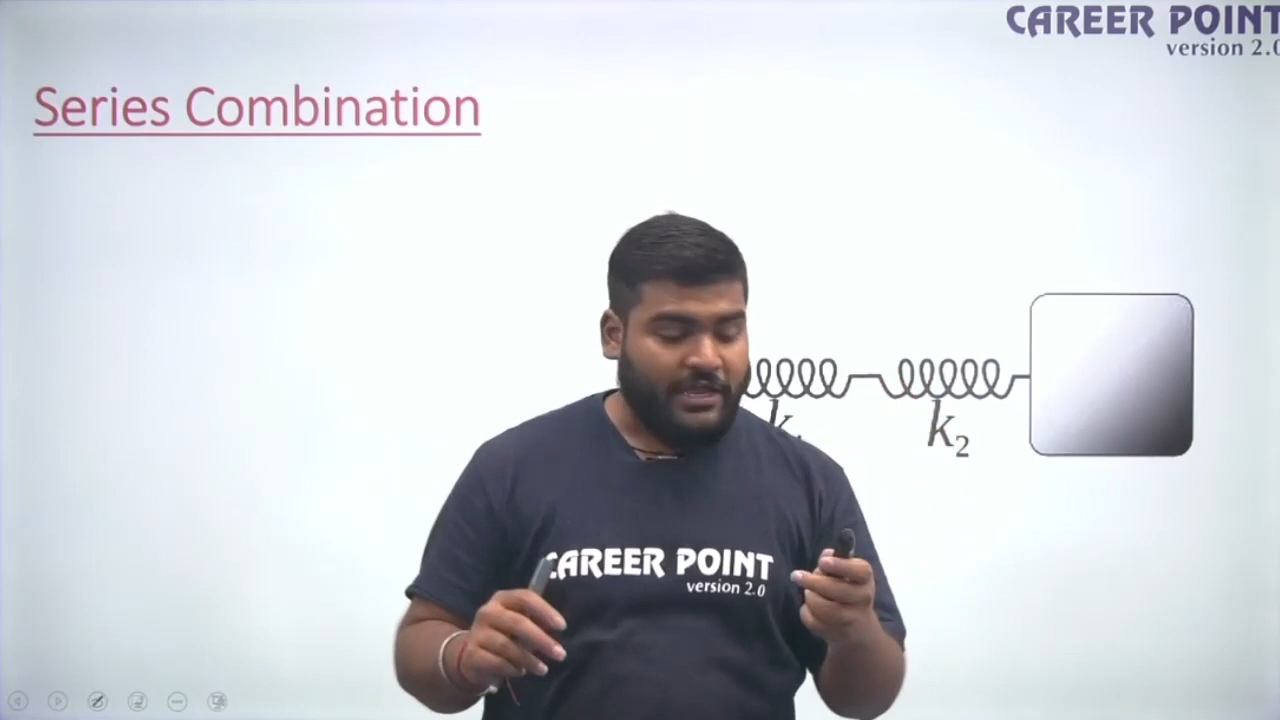 CAREER POINT
version 2.0
Series Combination
k₂
CAREER POINT
version 2.0